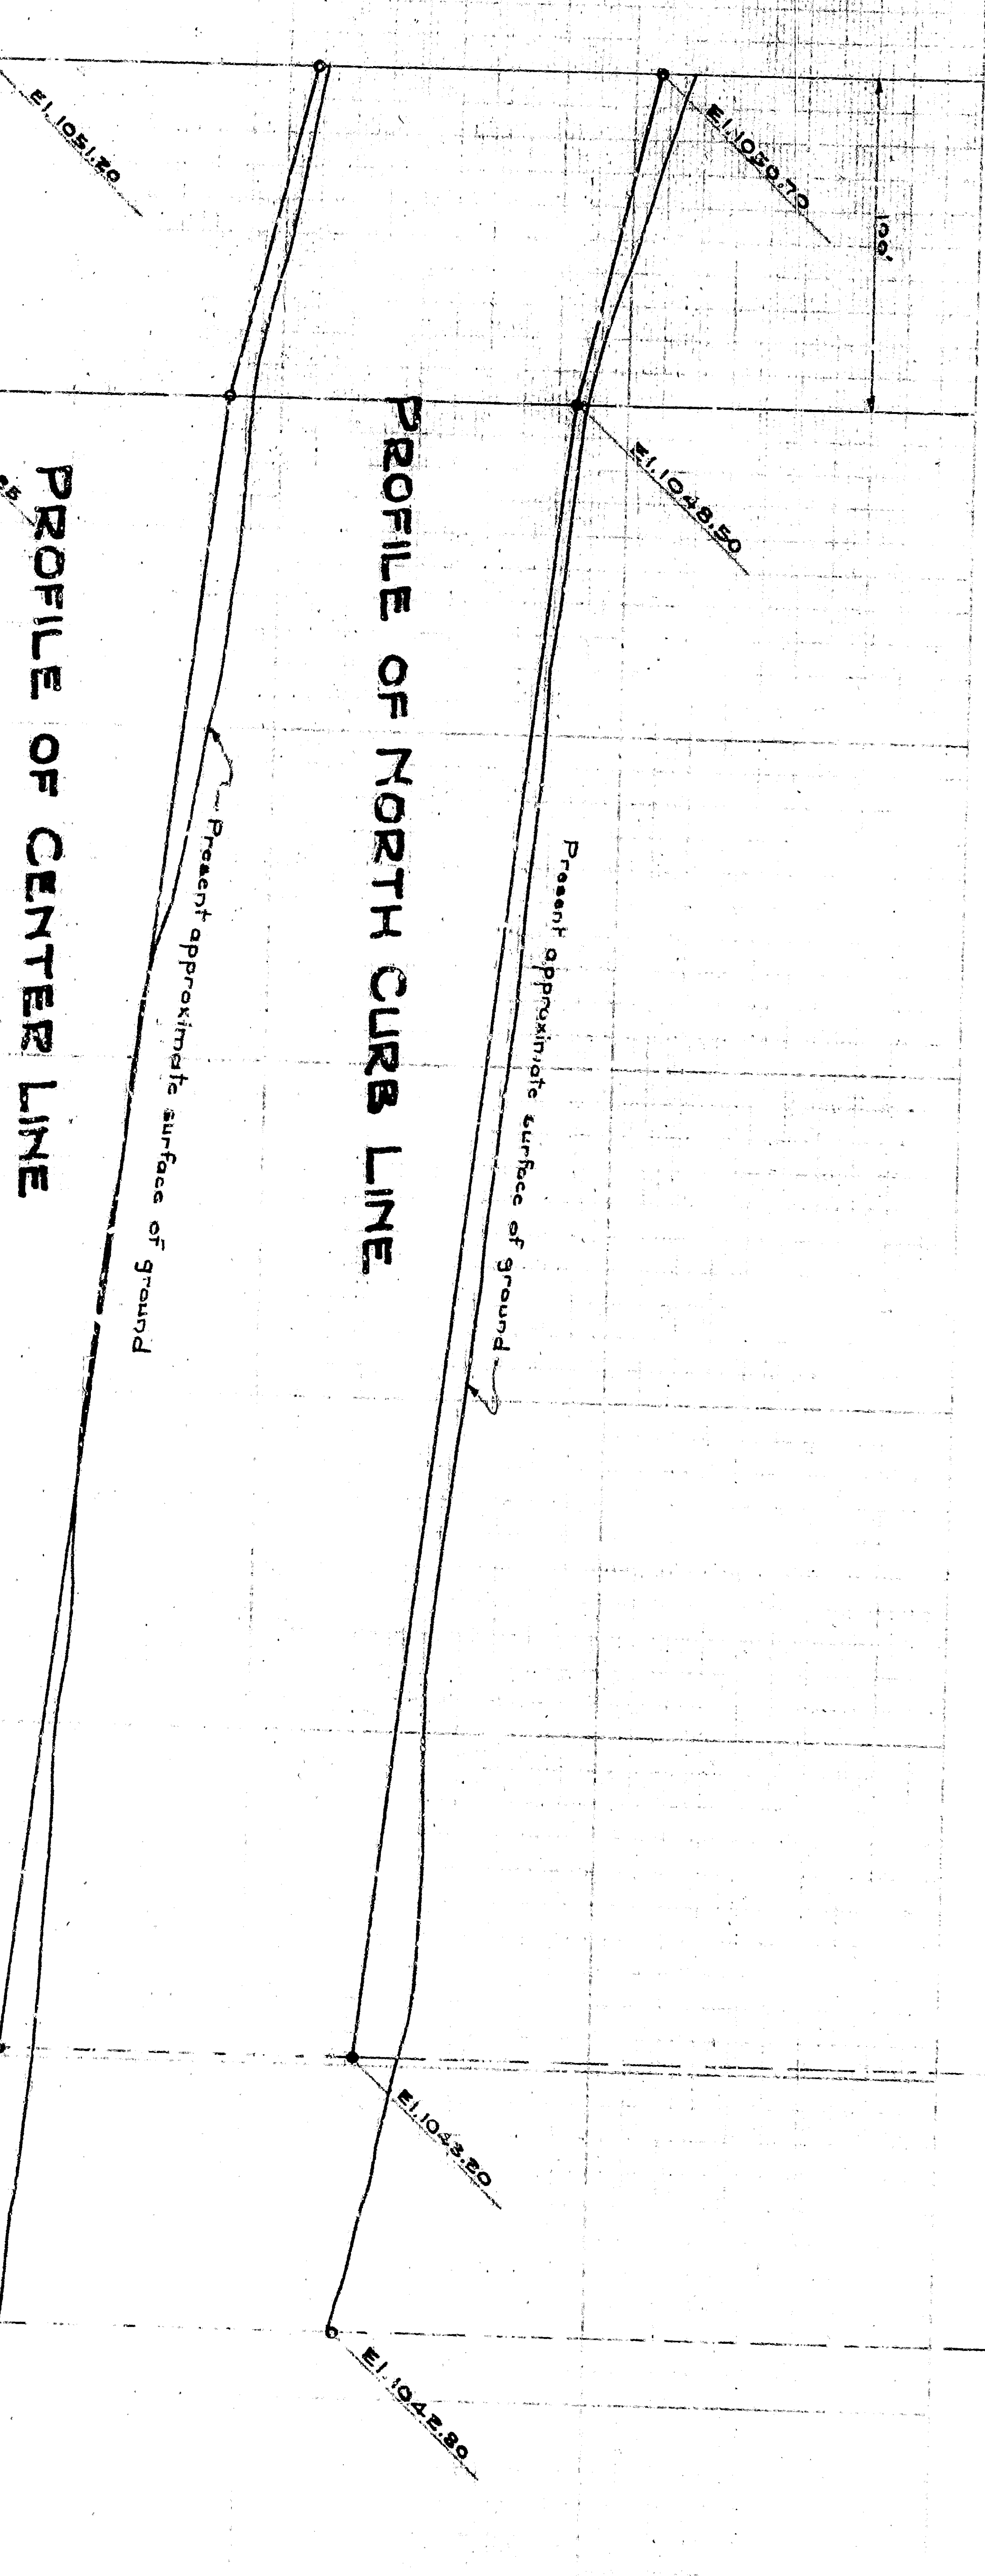 100'
El. 1050.70
El. 1048.50
Present approximate surface of ground
El. 1043.20
El. 1042.80
PROFILE OF NORTH CURB LINE
Present approximate surface of ground
El. 1051.20
PROFILE OF CENTER LINE